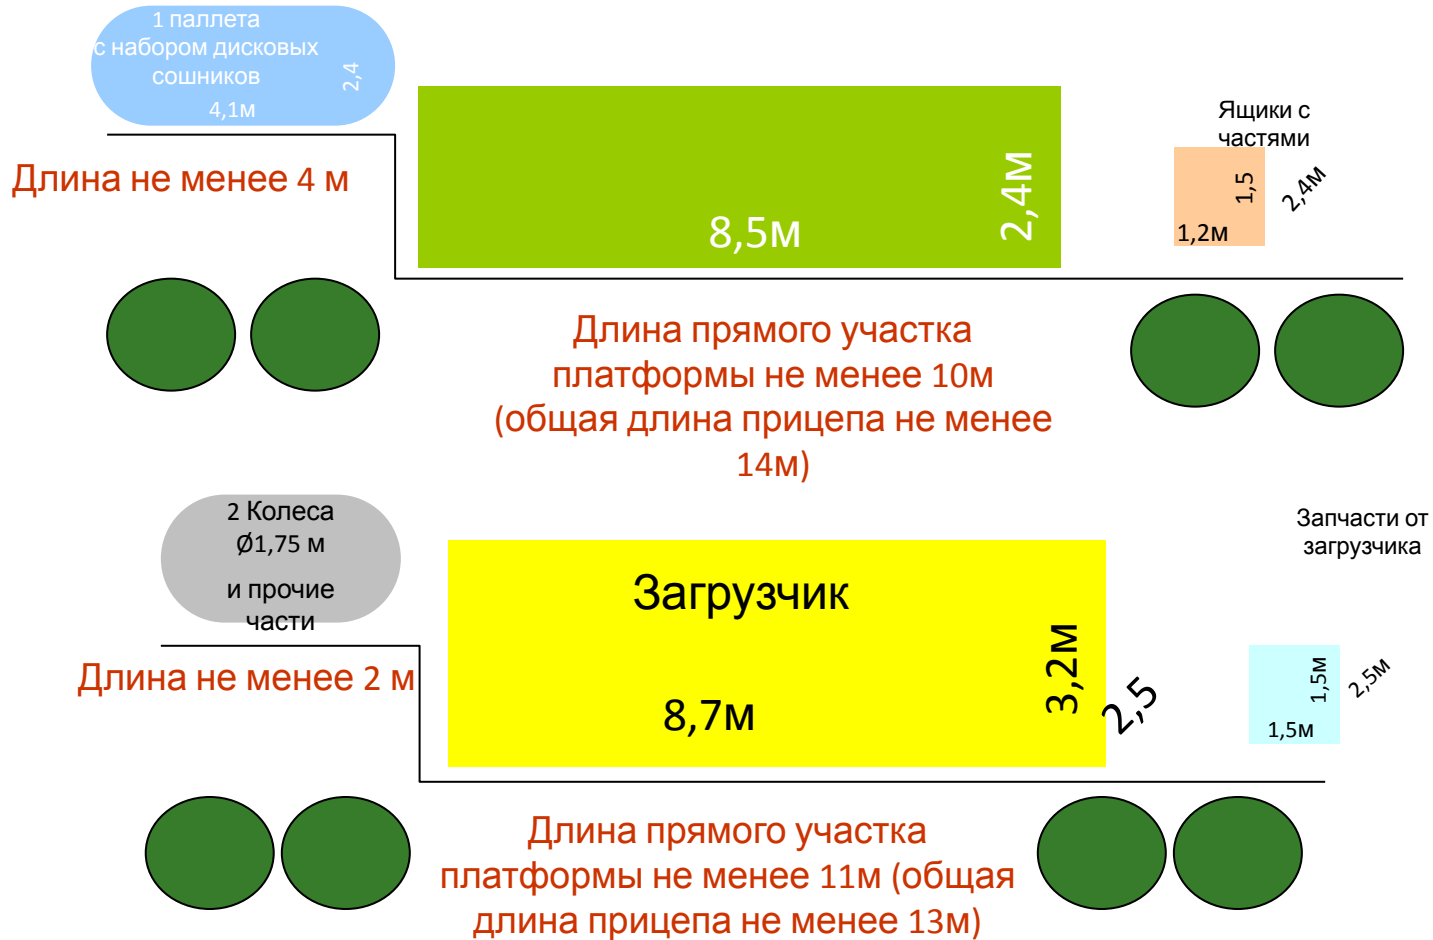 1 паллета
с набором дисковых
сошников
2,4
4,1м
Длина не менее 4 м
8,5м
2,4м
Ящики с
частями
1,5
2,4м
1,2м
Длина прямого участка
платформы не менее 10м
(общая длина прицепа не менее
14м)
2 Колеса
Ø1,75 м
и прочие
части
Длина не менее 2 м
Загрузчик
8,7м
3,2м
2,5
Запчасти от
загрузчика
1,5м
2,5м
1,5м
Длина прямого участка
платформы не менее 11м (общая
длина прицепа не менее 13м)